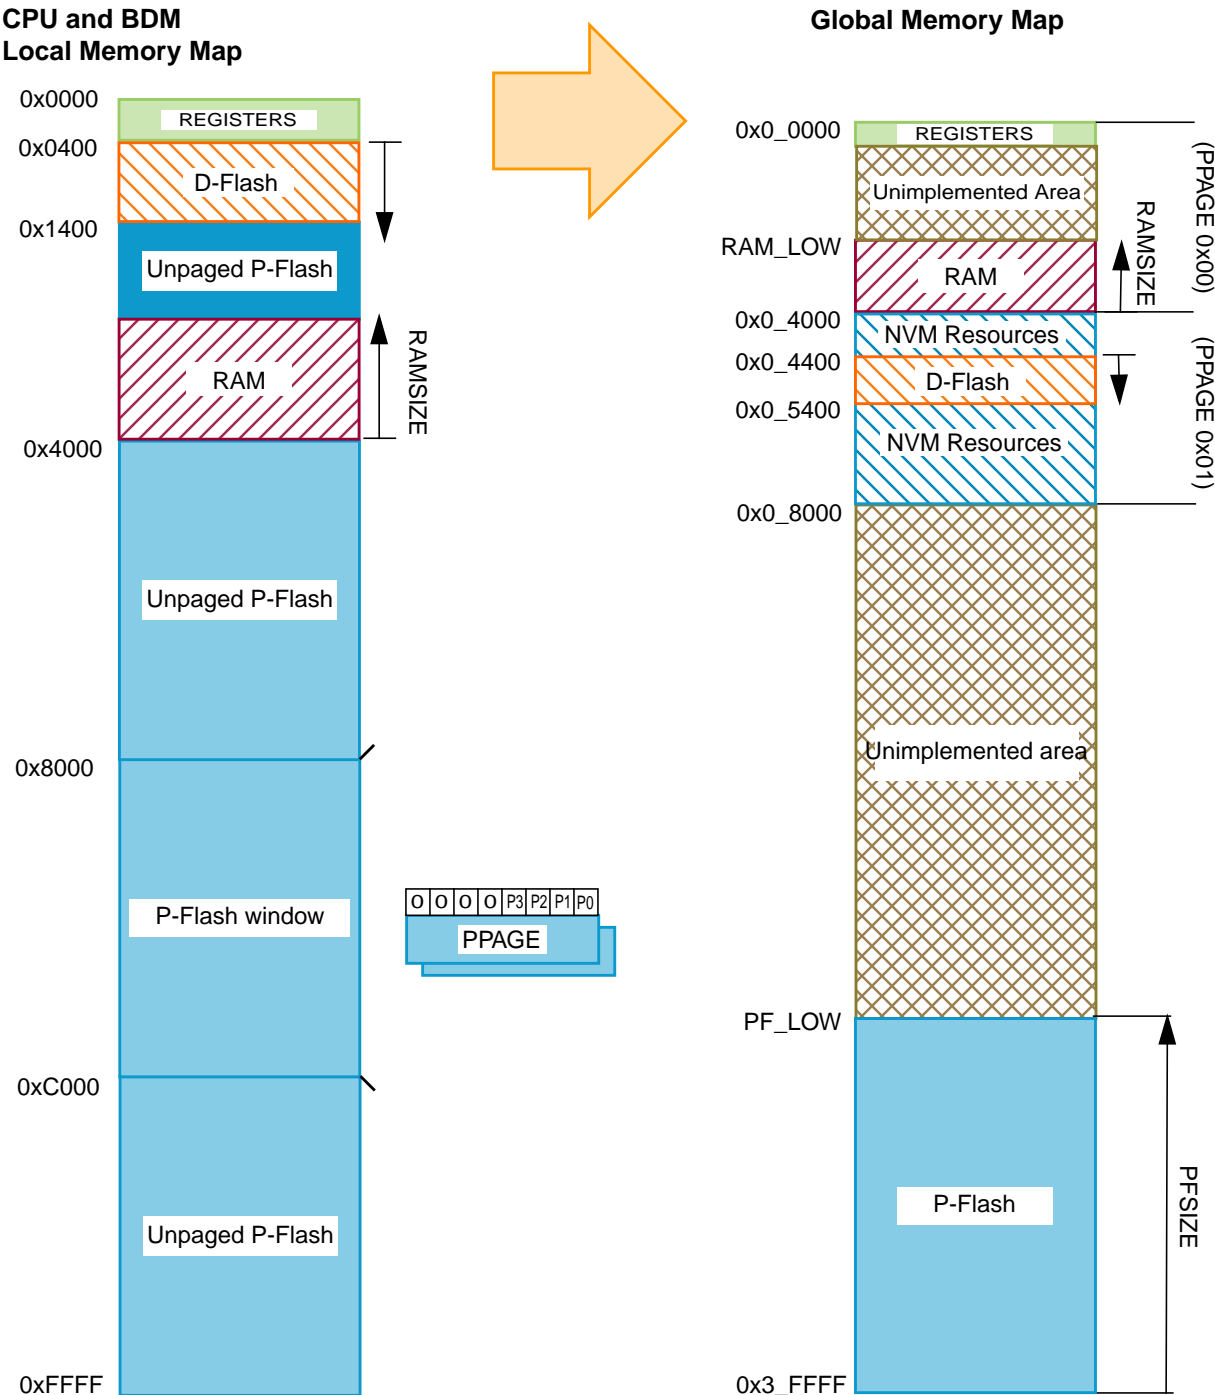 CPU and BDM
Local Memory Map
0x0000
REGISTERS
0x0400
D-Flash
0x1400
Unpaged P-Flash
RAM
RAMSIZE
0x4000
Unpaged P-Flash
0x8000
P-Flash window
0 0 0 0 P3 P2 P1 P0
PPAGE
0xC000
Unpaged P-Flash
0xFFFF
Global Memory Map
0x0_0000
REGISTERS
Unimplemented Area
(PPAGE 0x00)
RAM_LOW
RAM
RAMSIZE
0x0_4000
NVM Resources
0x0_4400
D-Flash
(PPAGE 0x01)
0x0_5400
NVM Resources
0x0_8000
Unimplemented area
PF_LOW
P-Flash
PFSIZE
0x3_FFFF